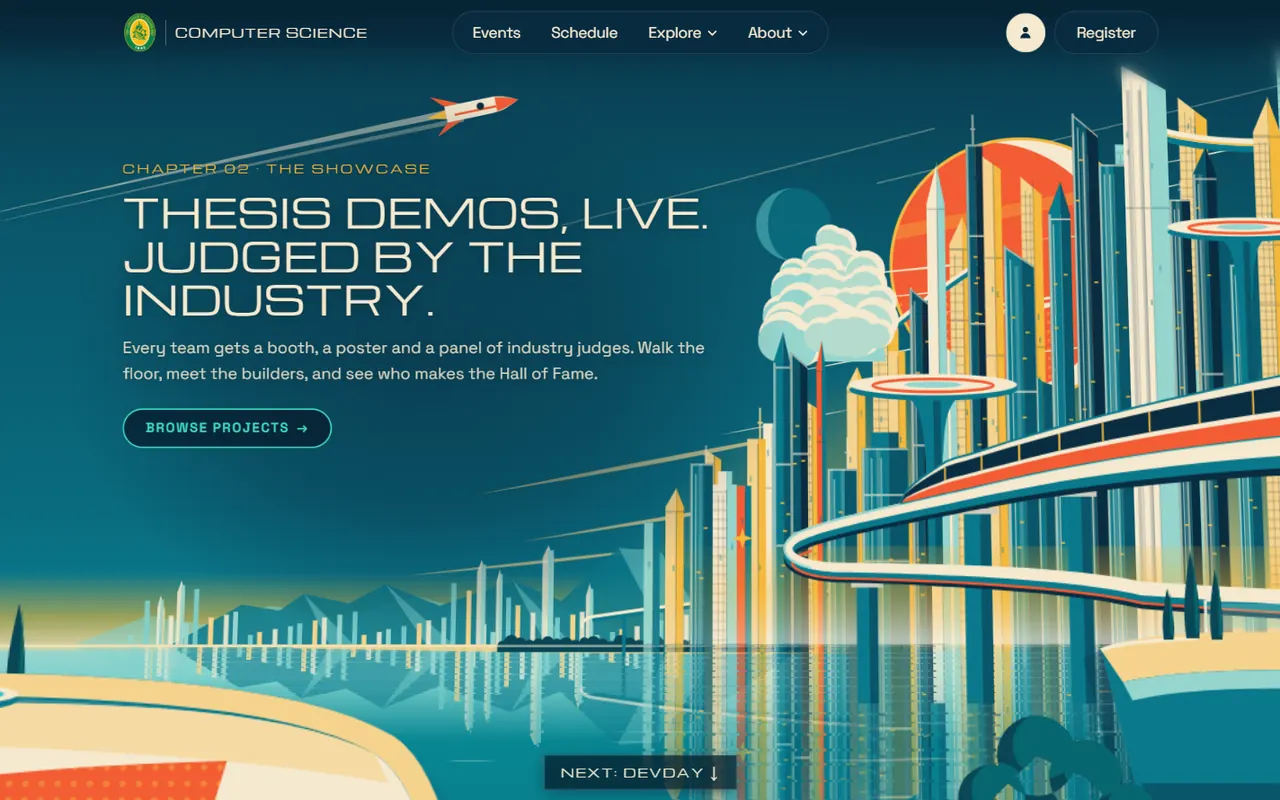 COMPUTER SCIENCE
Events
Schedule
Explore
About
Register
CHAPTER 02 · THE SHOWCASE
THESIS DEMOS, LIVE.
JUDGED BY THE
INDUSTRY.
Every team gets a booth, a poster and a panel of industry judges. Walk the
floor, meet the builders, and see who makes the Hall of Fame.
BROWSE PROJECTS →
NEXT: DEVDAY ↓